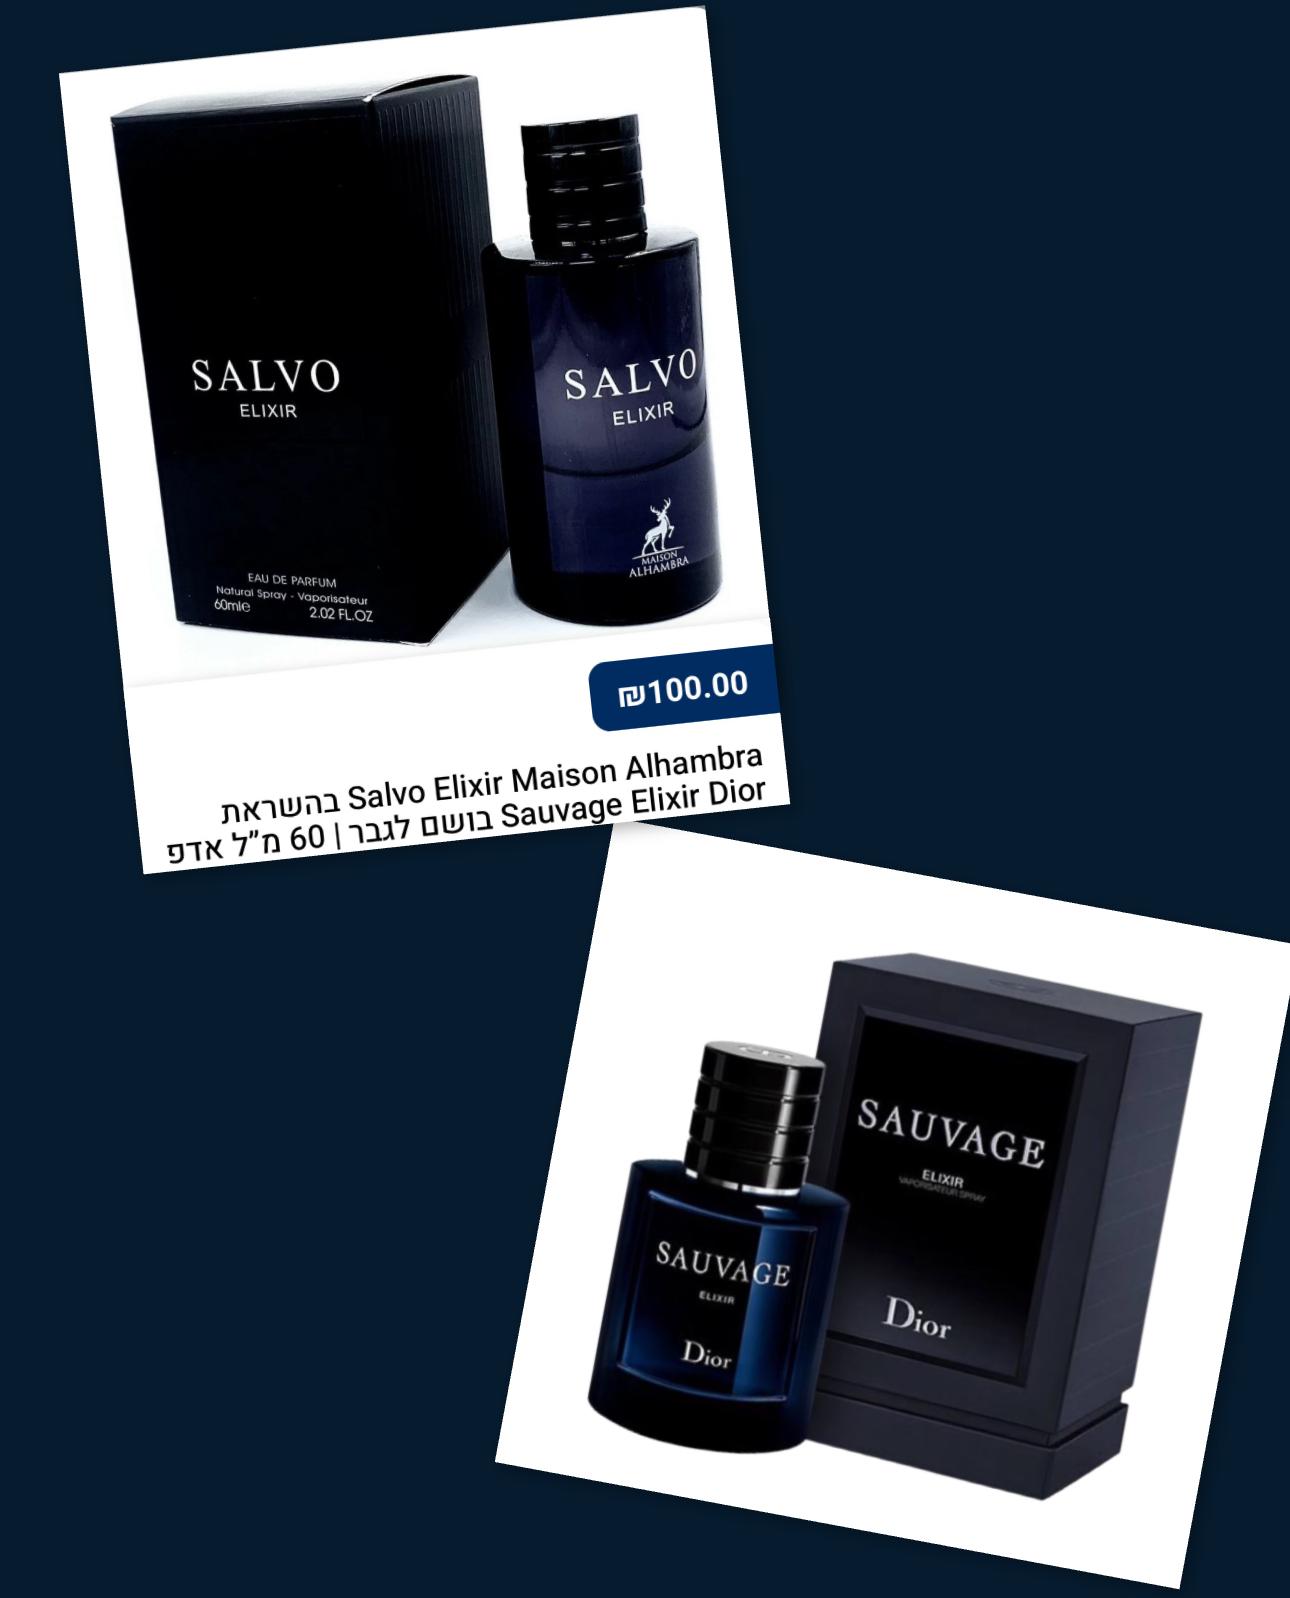 SALVO
ELIXIR
EAU DE PARFUM
Natural Spray - Vaporisateur
60ml℮ 2.02 FL.OZ
SALVO
ELIXIR
MAISON
ALHAMBRA
₪100.00
Salvo Elixir Maison Alhambra בהשראת
Sauvage Elixir Dior בושם לגבר | 60 מ”ל אדפ
SAUVAGE
ELIXIR
Dior
SAUVAGE
ELIXIR
VAPORISATEUR SPRAY
Dior